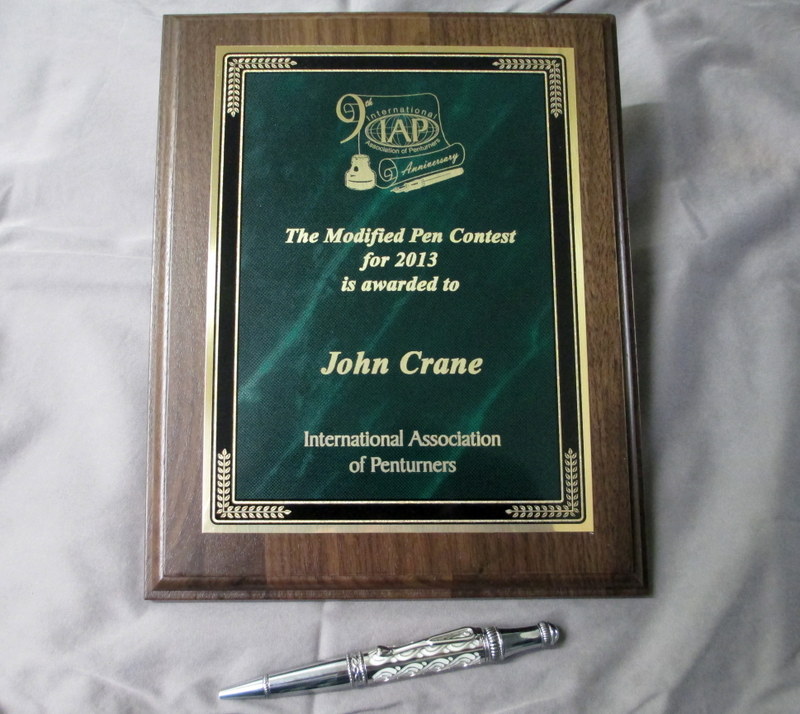 9th
International
IAP
Association of Penturners
Anniversary
The Modified Pen Contest
for 2013
is awarded to
John Crane
International Association
of Penturners